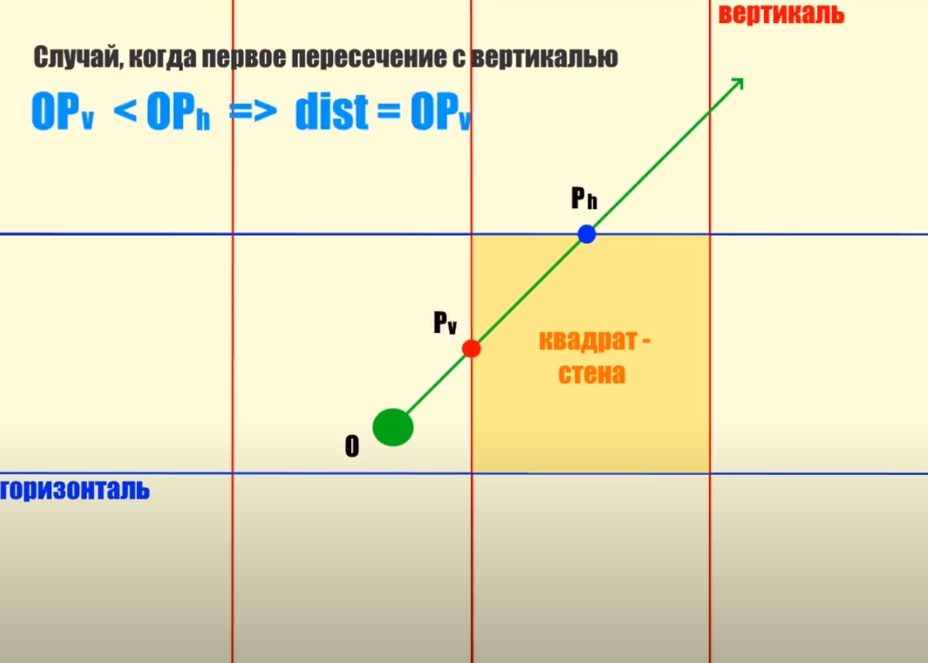 вертикаль
Случай, когда первое пересечение с вертикалью
OPv < OPh => dist = OPv
Ph
Pv
квадрат -
стена
O
горизонталь